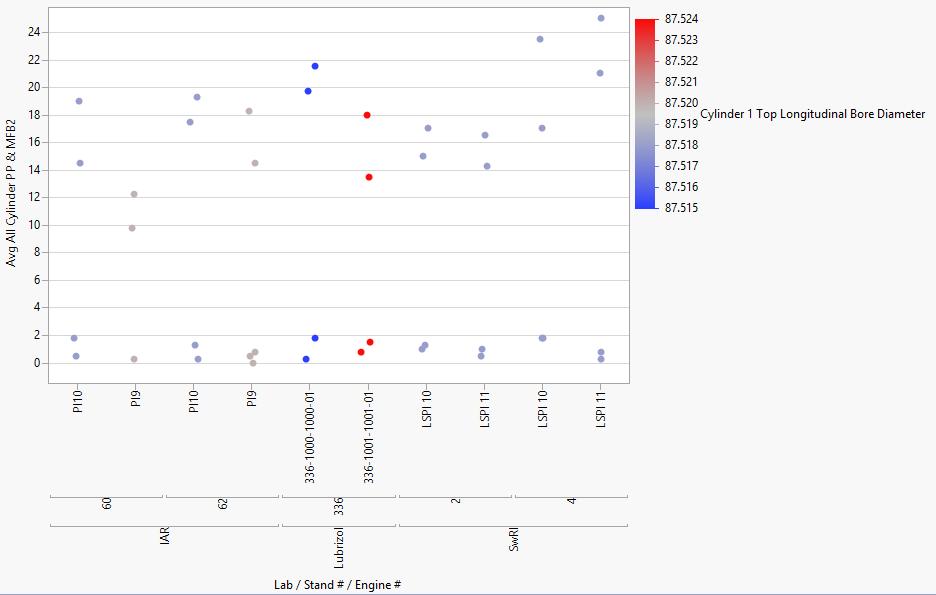 Avg All Cylinder PP & MFB2
24
22
20
18
16
14
12
10
8
6
4
2
0
PI10
PI9
PI10
PI9
336-1000-1000-01
336-1001-1001-01
LSPI 10
LSPI 11
LSPI 10
LSPI 11
60
62
336
2
4
IAR
Lubrizol
SwRI
Lab / Stand # / Engine #
87.524
87.523
87.522
87.521
87.520
87.519
87.518
87.517
87.516
87.515
Cylinder 1 Top Longitudinal Bore Diameter